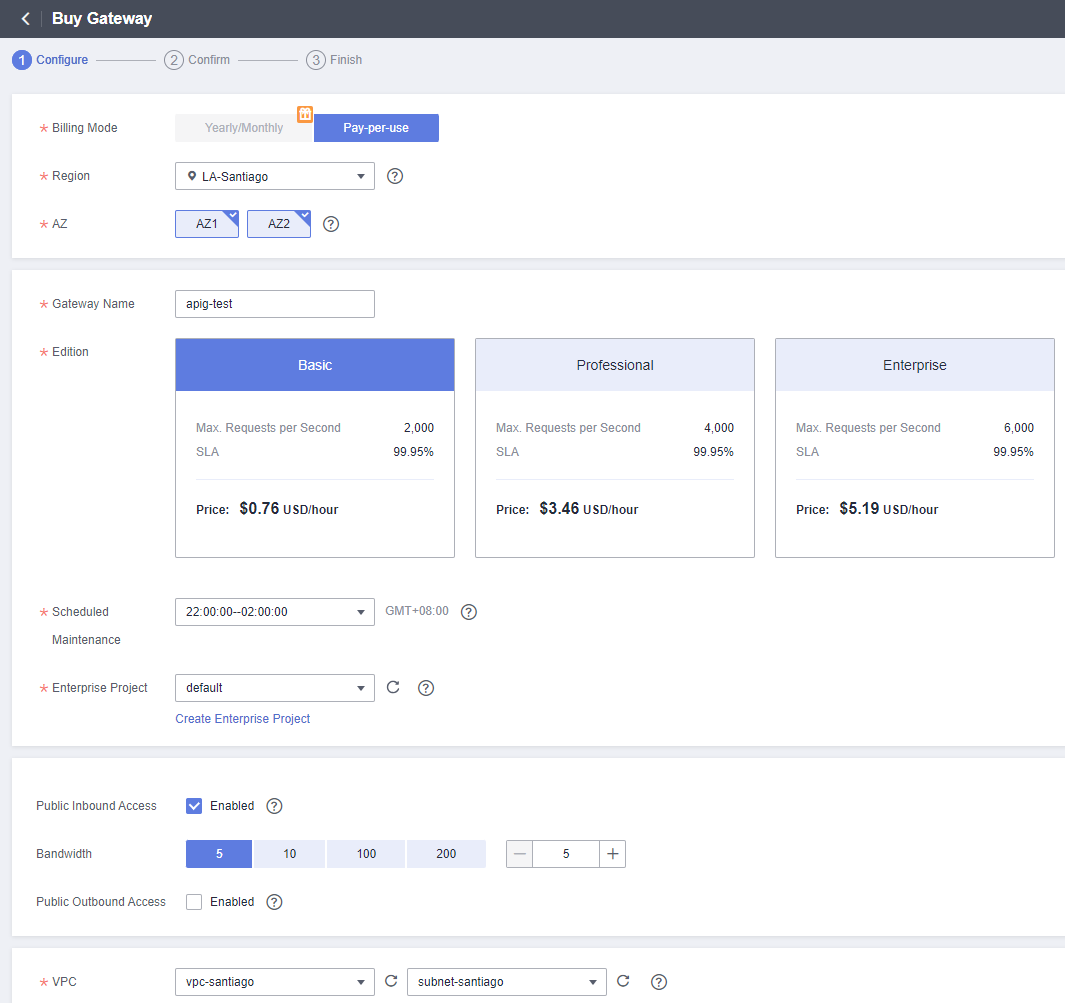 Buy Gateway
1 Configure 2 Confirm 3 Finish
* Billing Mode Yearly/Monthly Pay-per-use
* Region LA-Santiago ?
* AZ AZ1 AZ2 ?
* Gateway Name apig-test
* Edition
Basic Professional Enterprise
Max. Requests per Second 2,000 Max. Requests per Second 4,000 Max. Requests per Second 6,000
SLA 99.95% SLA 99.95% SLA 99.95%
Price: $0.76 USD/hour Price: $3.46 USD/hour Price: $5.19 USD/hour
* Scheduled 22:00:00--02:00:00 GMT+08:00 ?
Maintenance
* Enterprise Project default ?
Create Enterprise Project
Public Inbound Access Enabled ?
Bandwidth 5 10 100 200 — 5 +
Public Outbound Access Enabled ?
* VPC vpc-santiago subnet-santiago ?